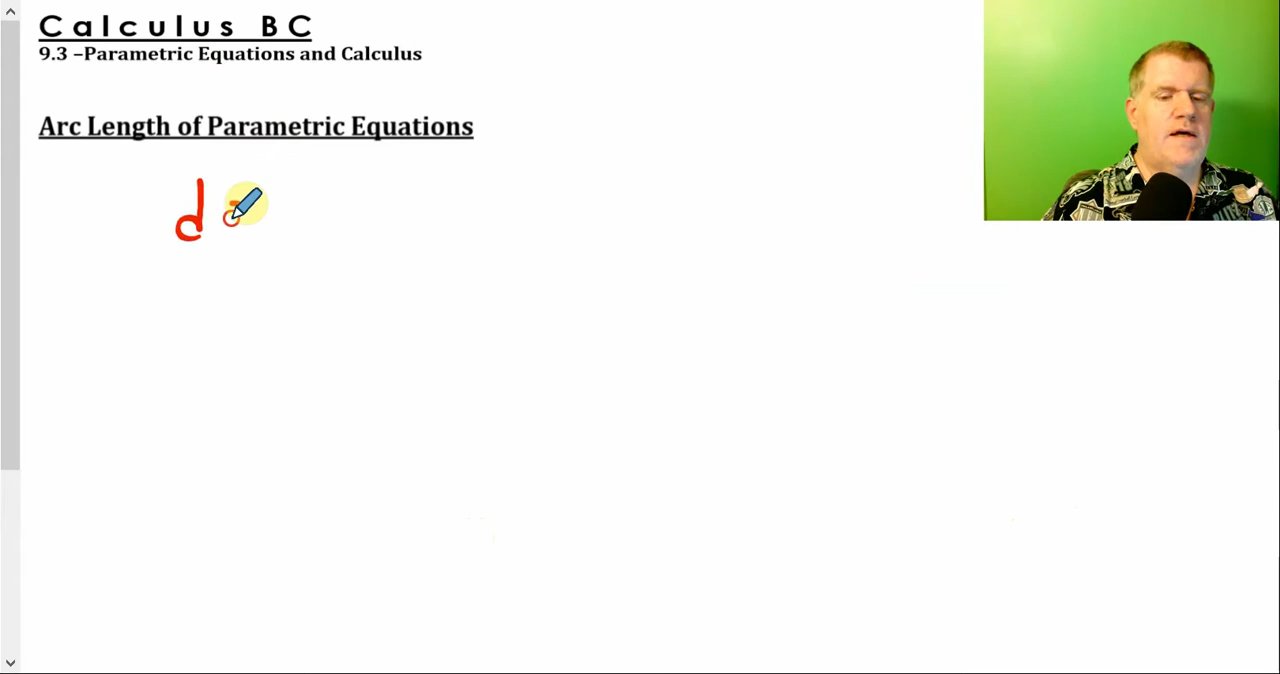 Calculus BC
9.3 –Parametric Equations and Calculus
Arc Length of Parametric Equations
d =